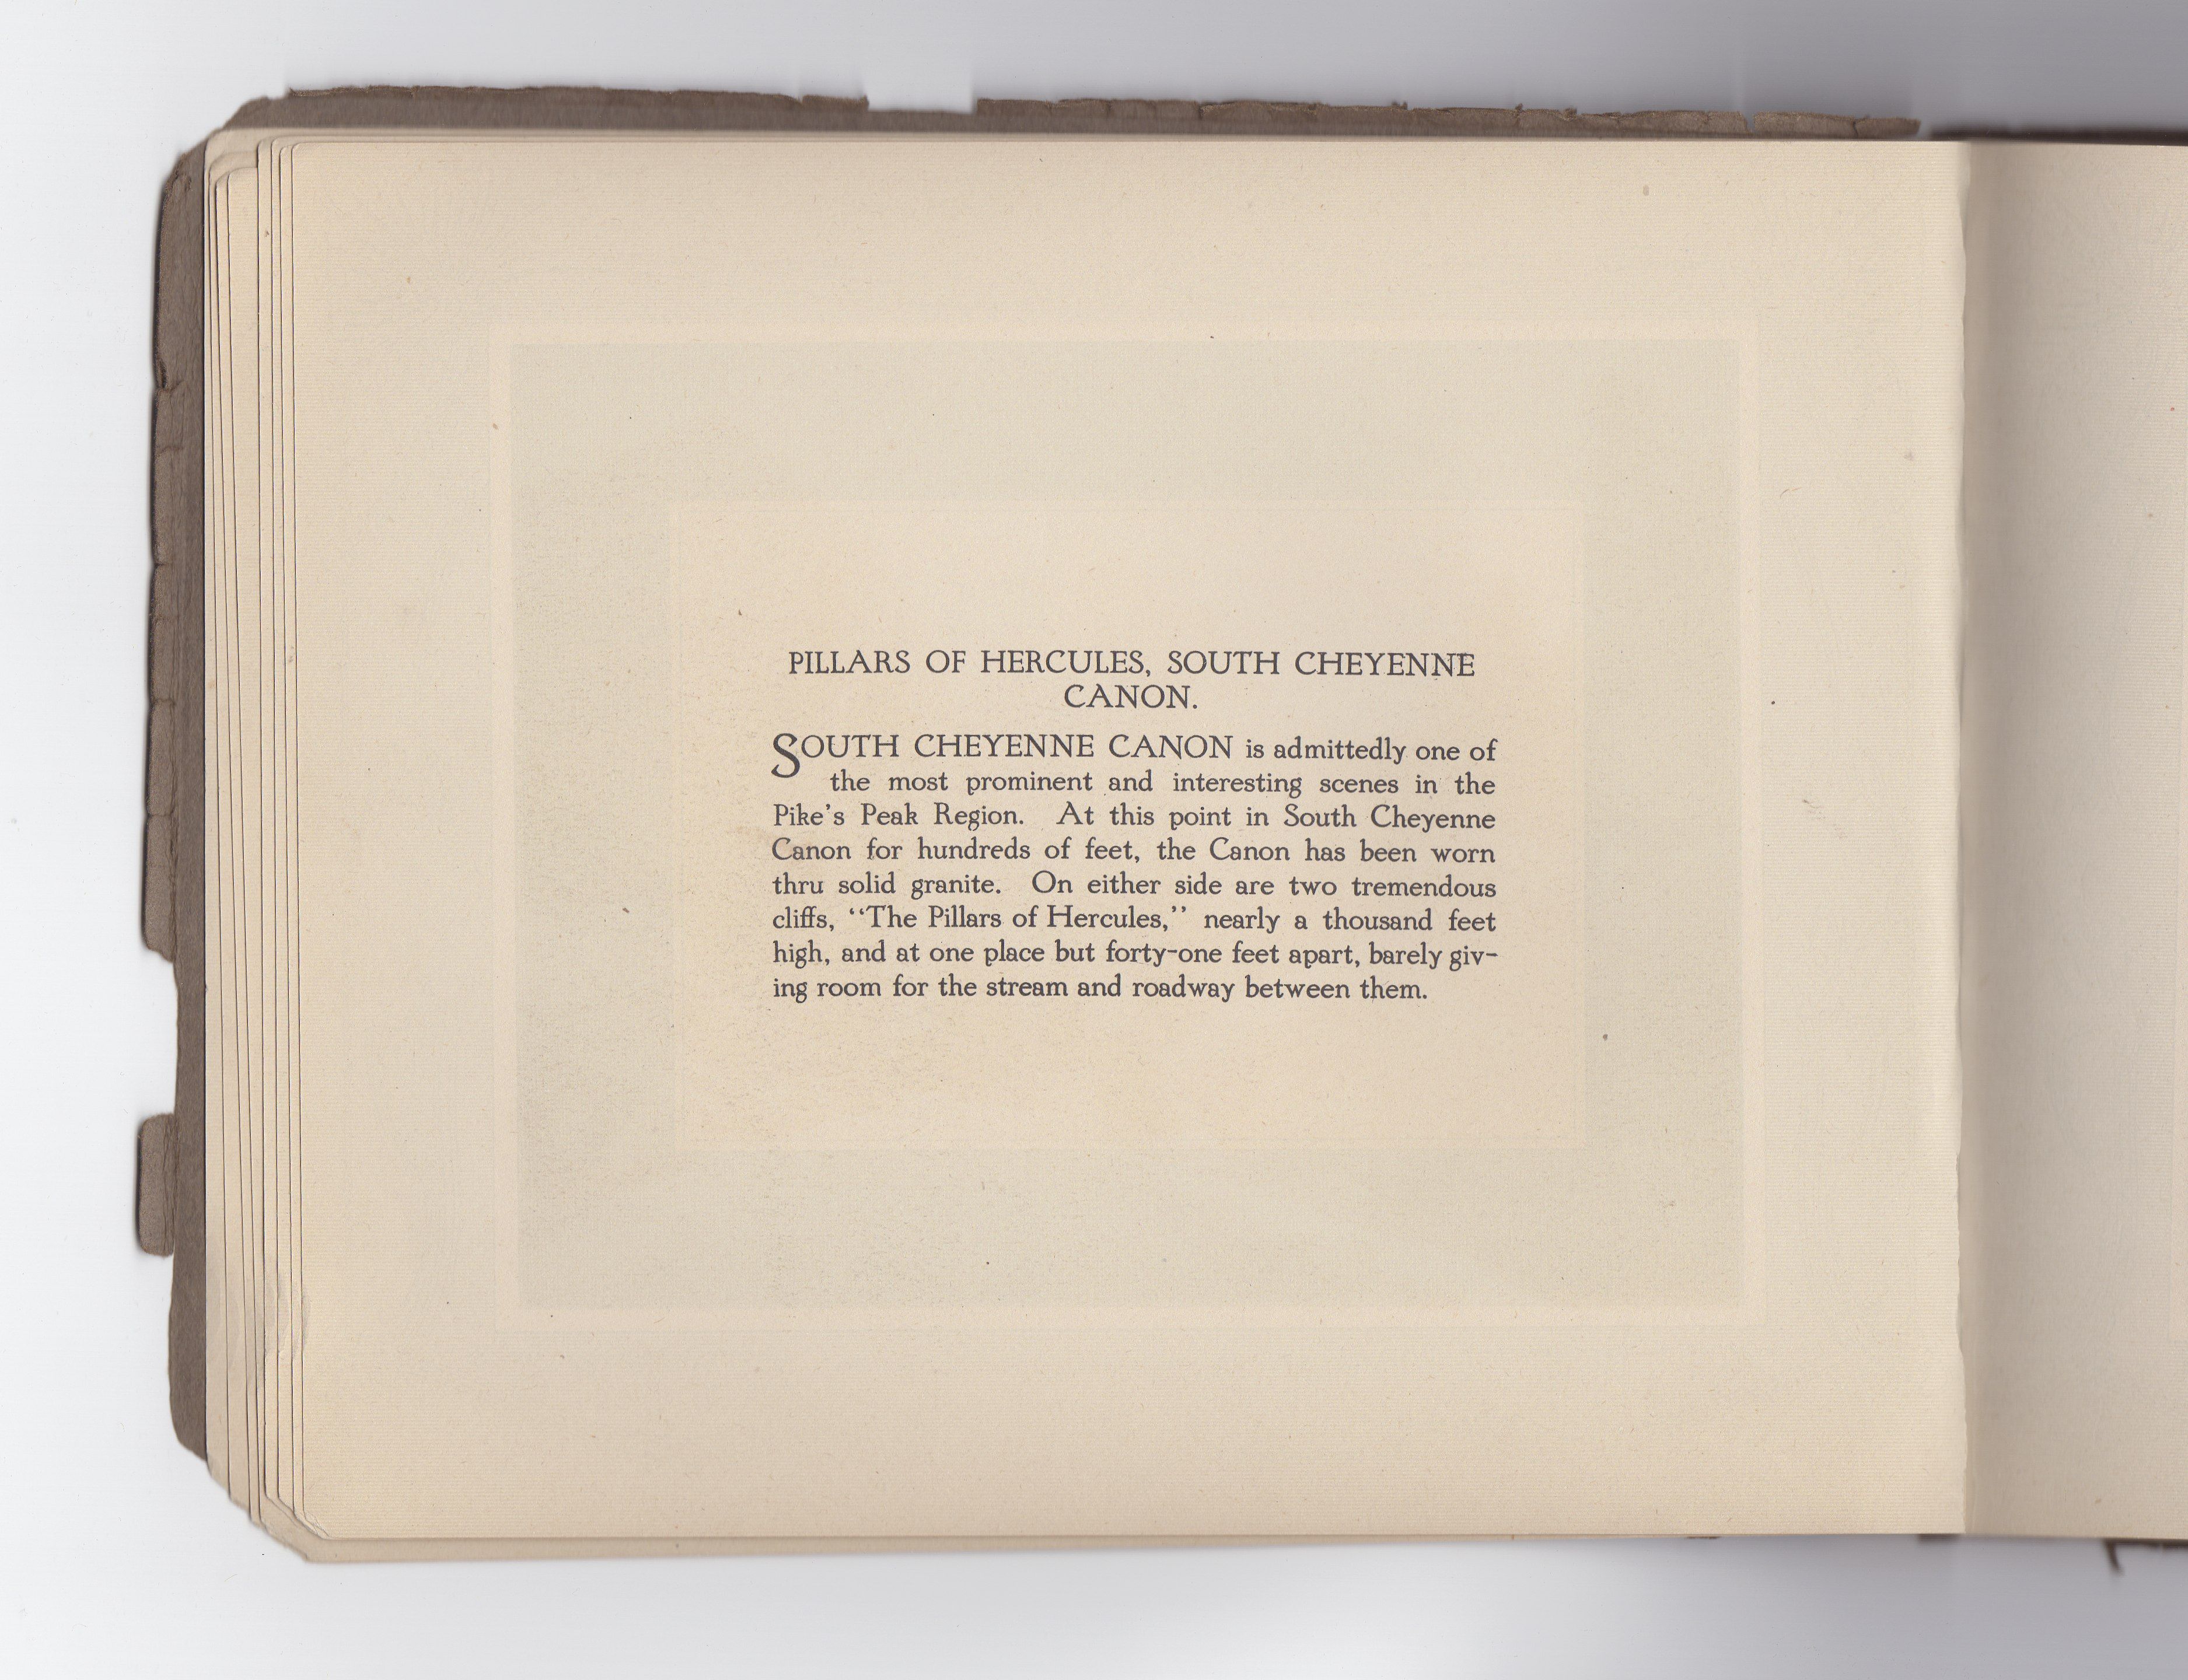 PILLARS OF HERCULES, SOUTH CHEYENNE
CANON.
SOUTH CHEYENNE CANON is admittedly one of
the most prominent and interesting scenes in the
Pike's Peak Region. At this point in South Cheyenne
Canon for hundreds of feet, the Canon has been worn
thru solid granite. On either side are two tremendous
cliffs, "The Pillars of Hercules," nearly a thousand feet
high, and at one place but forty-one feet apart, barely giv-
ing room for the stream and roadway between them.